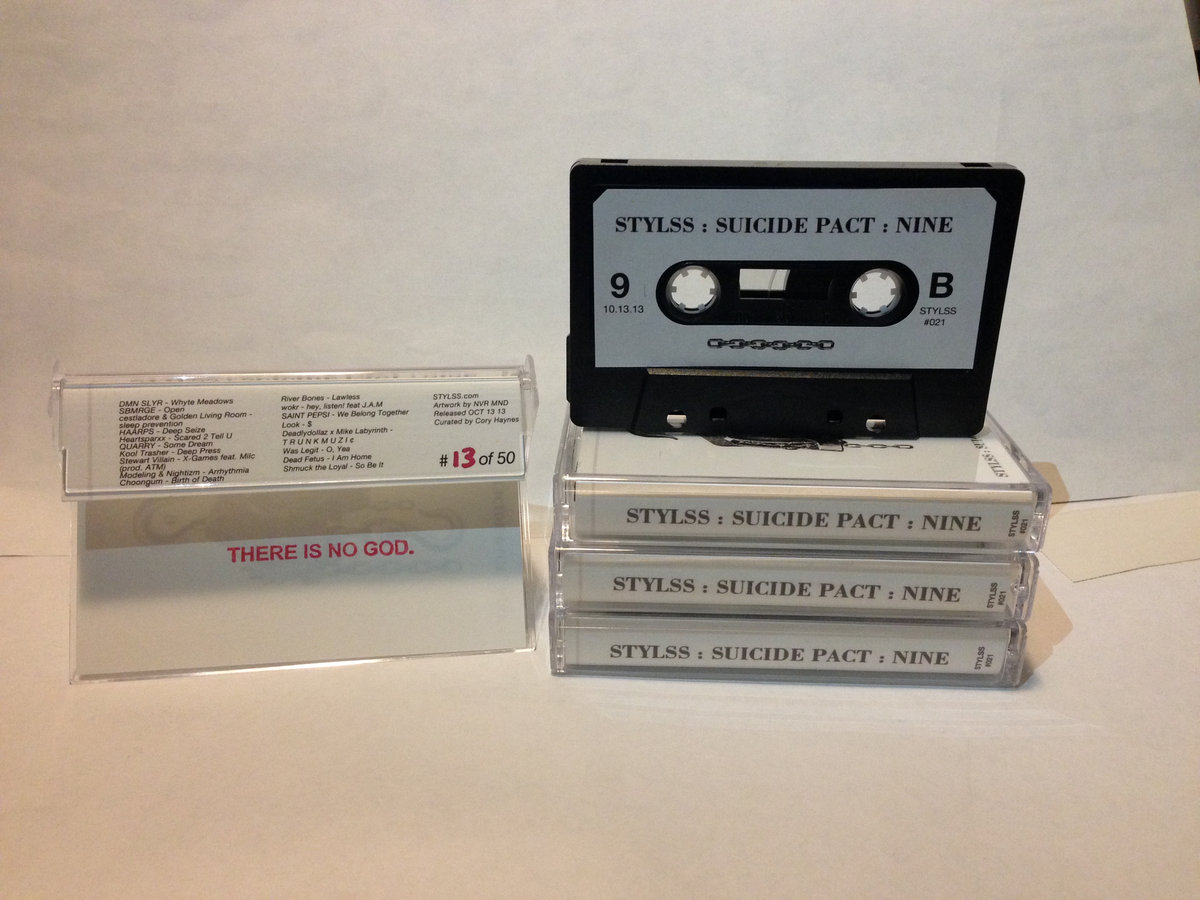 DMN SLYR - Whyte Meadows
SBMRGE - Open
cestladore & Golden Living Room -
sleep prevention
HAARPS - Deep Seize
Heartsparxx - Scared 2 Tell U
QUARRY - Some Dream
Kool Trasher - Deep Press
Stewart Villain - X-Games feat. Milc
(prod. ATM)
Modeling & Nightizm - Arrhythmia
Choongum - Birth of Death
River Bones - Lawless
wokr - hey, listen! feat J.A.M
SAINT PEPSI - We Belong Together
Look - $
Deadlydollaz x Mike Labyrinth -
T R U N K M U Z I ¢
Was Legit - O, Yea
Dead Fetus - I Am Home
Shmuck the Loyal - So Be It
STYLSS.com
Artwork by NVR MND
Released OCT 13 13
Curated by Cory Haynes
#13 of 50
THERE IS NO GOD.
STYLSS : SUICIDE PACT : NINE
9
10.13.13
B
STYLSS
#021
STYLSS
STYLSS : SUICIDE PACT : NINE
STYLSS
#021
STYLSS : SUICIDE PACT : NINE
STYLSS
#021
STYLSS : SUICIDE PACT : NINE
STYLSS
#021